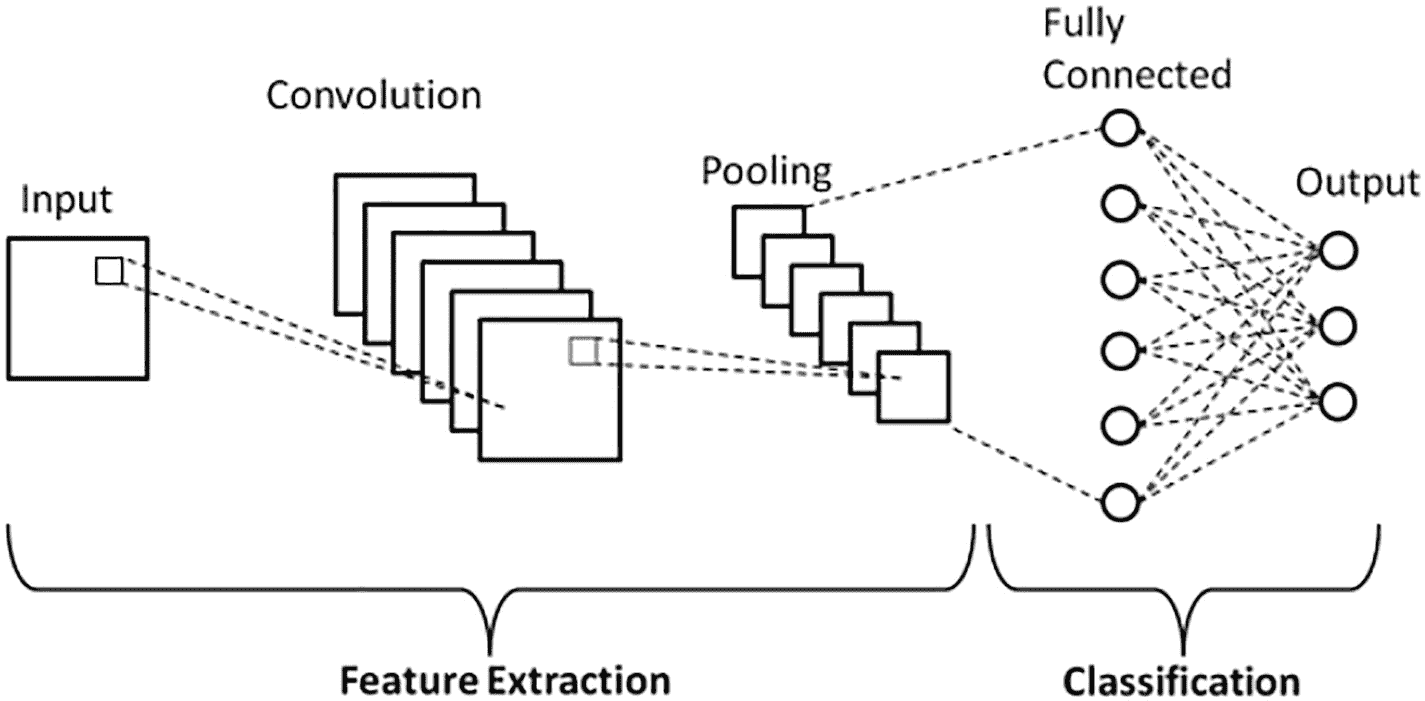 Input
Convolution
Pooling
Fully
Connected
Output
Feature Extraction
Classification